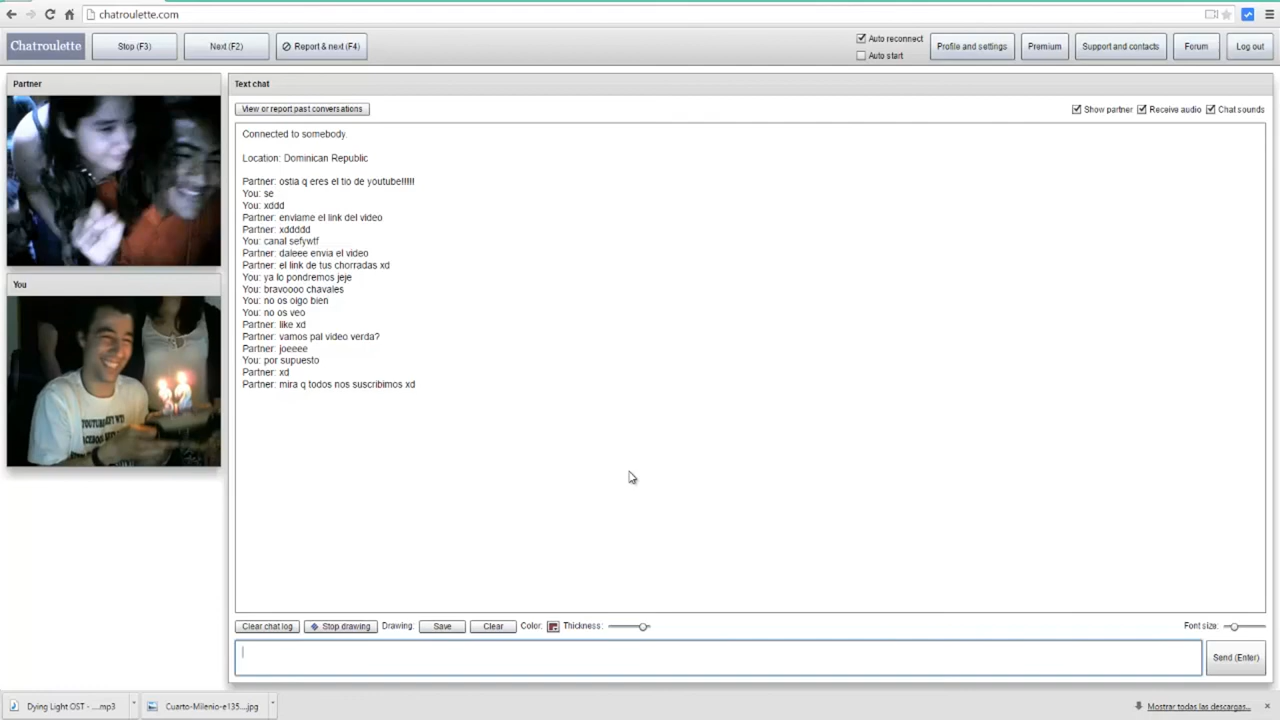 chatroulette.com
Chatroulette
Stop (F3)
Next (F2)
Report & next (F4)
Auto reconnect
Auto start
Profile and settings
Premium
Support and contacts
Forum
Log out
Partner
Text chat
View or report past conversations
Show partner
Receive audio
Chat sounds
Connected to somebody.
Location: Dominican Republic
Partner: ostia q eres el tio de youtube!!!!!!
You: se
You: xddd
Partner: enviame el link del video
Partner: xddddd
You: canal sefywtf
Partner: daleee envia el video
Partner: el link de tus chorradas xd
You: ya lo pondremos jeje
You: bravoooo chavales
You: no os oigo bien
You: no os veo
Partner: like xd
Partner: vamos pal video verda?
Partner: joeeee
You: por supuesto
Partner: xd
Partner: mira q todos nos suscribimos xd
You
Clear chat log
Stop drawing
Drawing:
Save
Clear
Color:
Thickness:
Font size:
Send (Enter)
Dying Light OST - ....mp3
Cuarto-Milenio-e135....jpg
Mostrar todas las descargas...